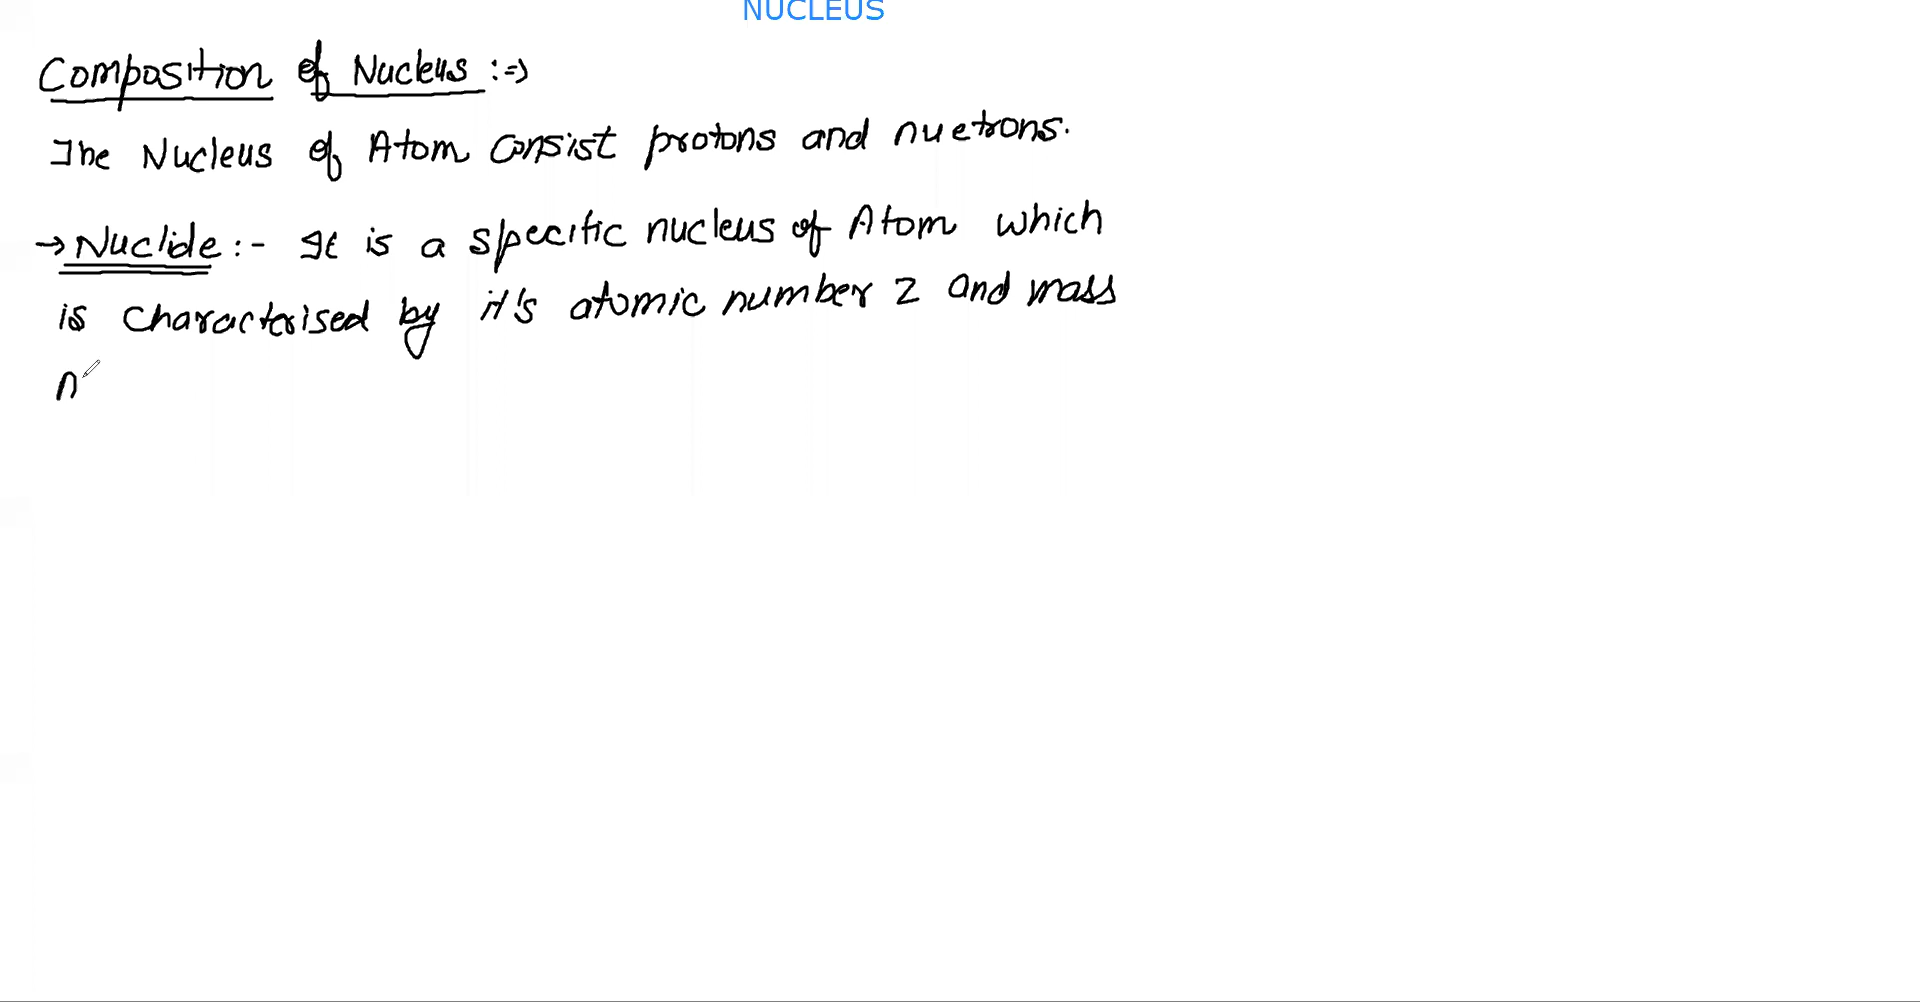 NUCLEUS
Composition of Nucleus :⇒
The Nucleus of Atom consist protons and nuetrons.
→ Nuclide :- It is a specific nucleus of Atom which
is characterised by it's atomic number Z and mass
n